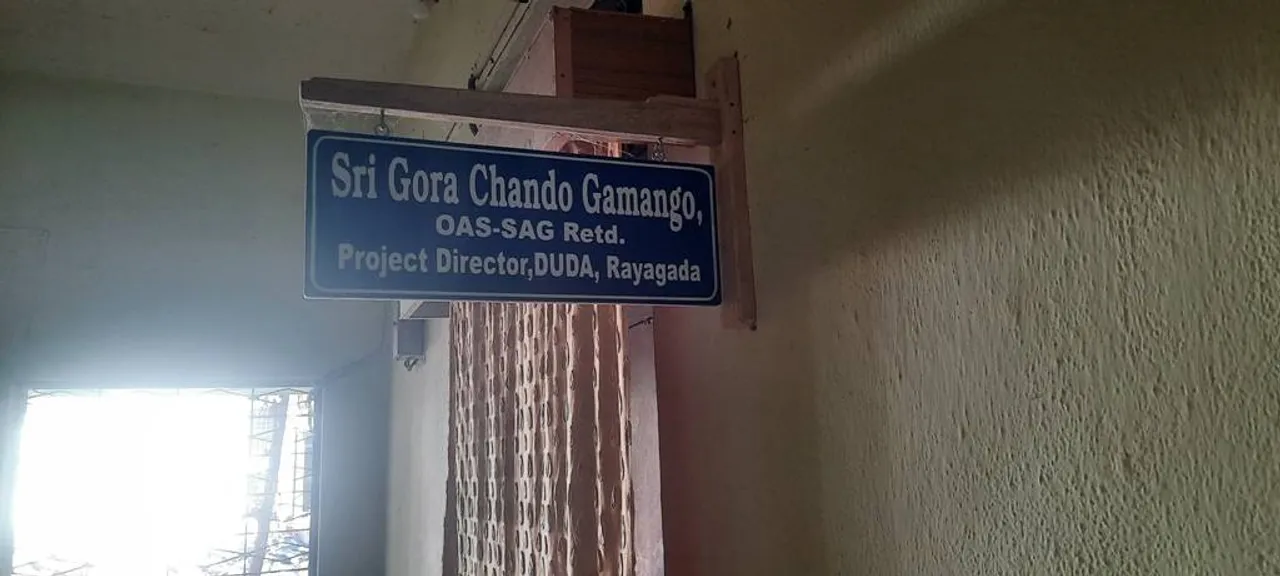 Sri Gora Chando Gamango,
OAS-SAG Retd.
Project Director,DUDA, Rayagada